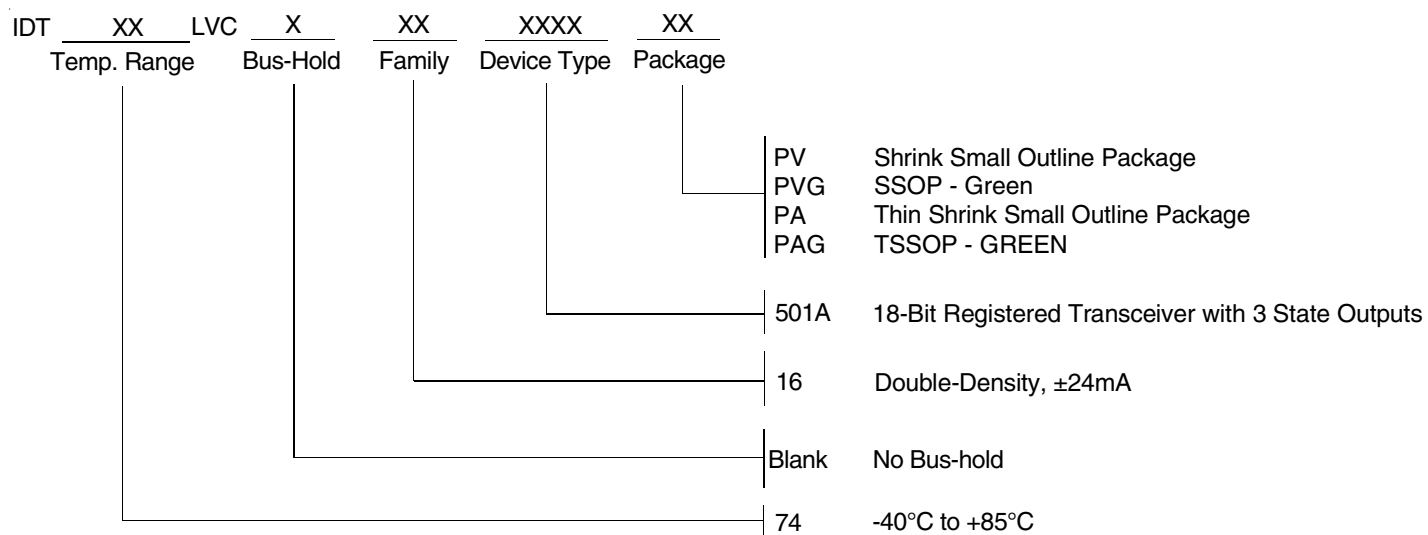 IDT XX LVC X XX XXXX XX
Temp. Range Bus-Hold Family Device Type Package
PV Shrink Small Outline Package
PVG SSOP - Green
PA Thin Shrink Small Outline Package
PAG TSSOP - GREEN
501A 18-Bit Registered Transceiver with 3 State Outputs
16 Double-Density, ±24mA
Blank No Bus-hold
74 -40°C to +85°C